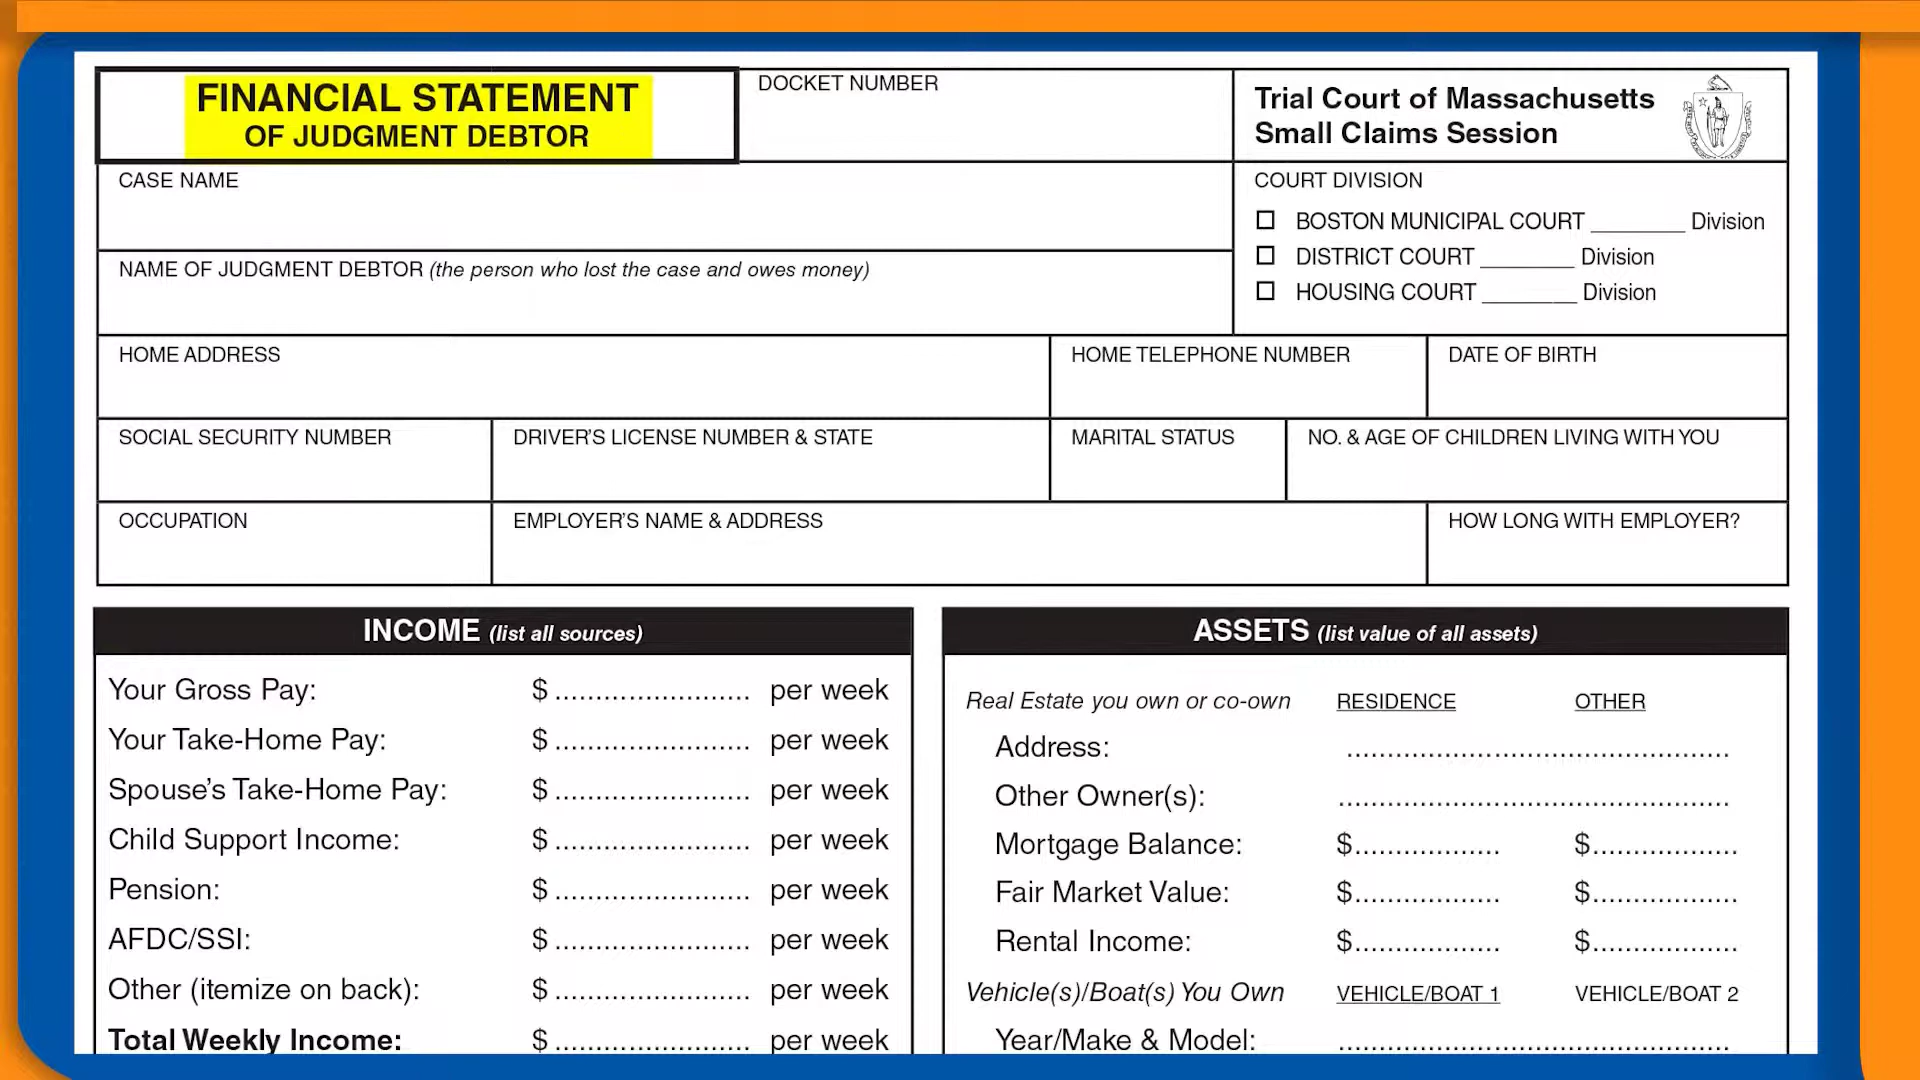 FINANCIAL STATEMENT
OF JUDGMENT DEBTOR
DOCKET NUMBER
Trial Court of Massachusetts
Small Claims Session
CASE NAME
COURT DIVISION
BOSTON MUNICIPAL COURT ________ Division
DISTRICT COURT ________ Division
HOUSING COURT ________ Division
NAME OF JUDGMENT DEBTOR (the person who lost the case and owes money)
HOME ADDRESS
HOME TELEPHONE NUMBER
DATE OF BIRTH
SOCIAL SECURITY NUMBER
DRIVER'S LICENSE NUMBER & STATE
MARITAL STATUS
NO. & AGE OF CHILDREN LIVING WITH YOU
OCCUPATION
EMPLOYER'S NAME & ADDRESS
HOW LONG WITH EMPLOYER?
INCOME (list all sources)
Your Gross Pay: $ ........................ per week
Your Take-Home Pay: $ ........................ per week
Spouse's Take-Home Pay: $ ........................ per week
Child Support Income: $ ........................ per week
Pension: $ ........................ per week
AFDC/SSI: $ ........................ per week
Other (itemize on back): $ ........................ per week
Total Weekly Income: $ ........................ per week
ASSETS (list value of all assets)
Real Estate you own or co-own RESIDENCE OTHER
Address: ...............................................
Other Owner(s): ................................................
Mortgage Balance: $.................. $..................
Fair Market Value: $.................. $..................
Rental Income: $.................. $..................
Vehicle(s)/Boat(s) You Own VEHICLE/BOAT 1 VEHICLE/BOAT 2
Year/Make & Model: ................................................